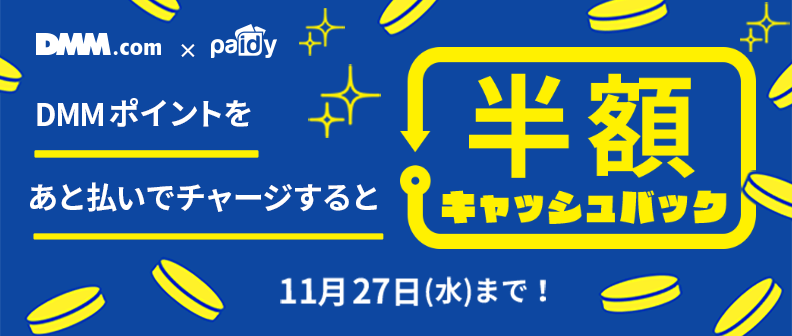 DMM.com × paidy
DMMポイントを
あと払いでチャージすると
半額
キャッシュバック
11月27日(水)まで！